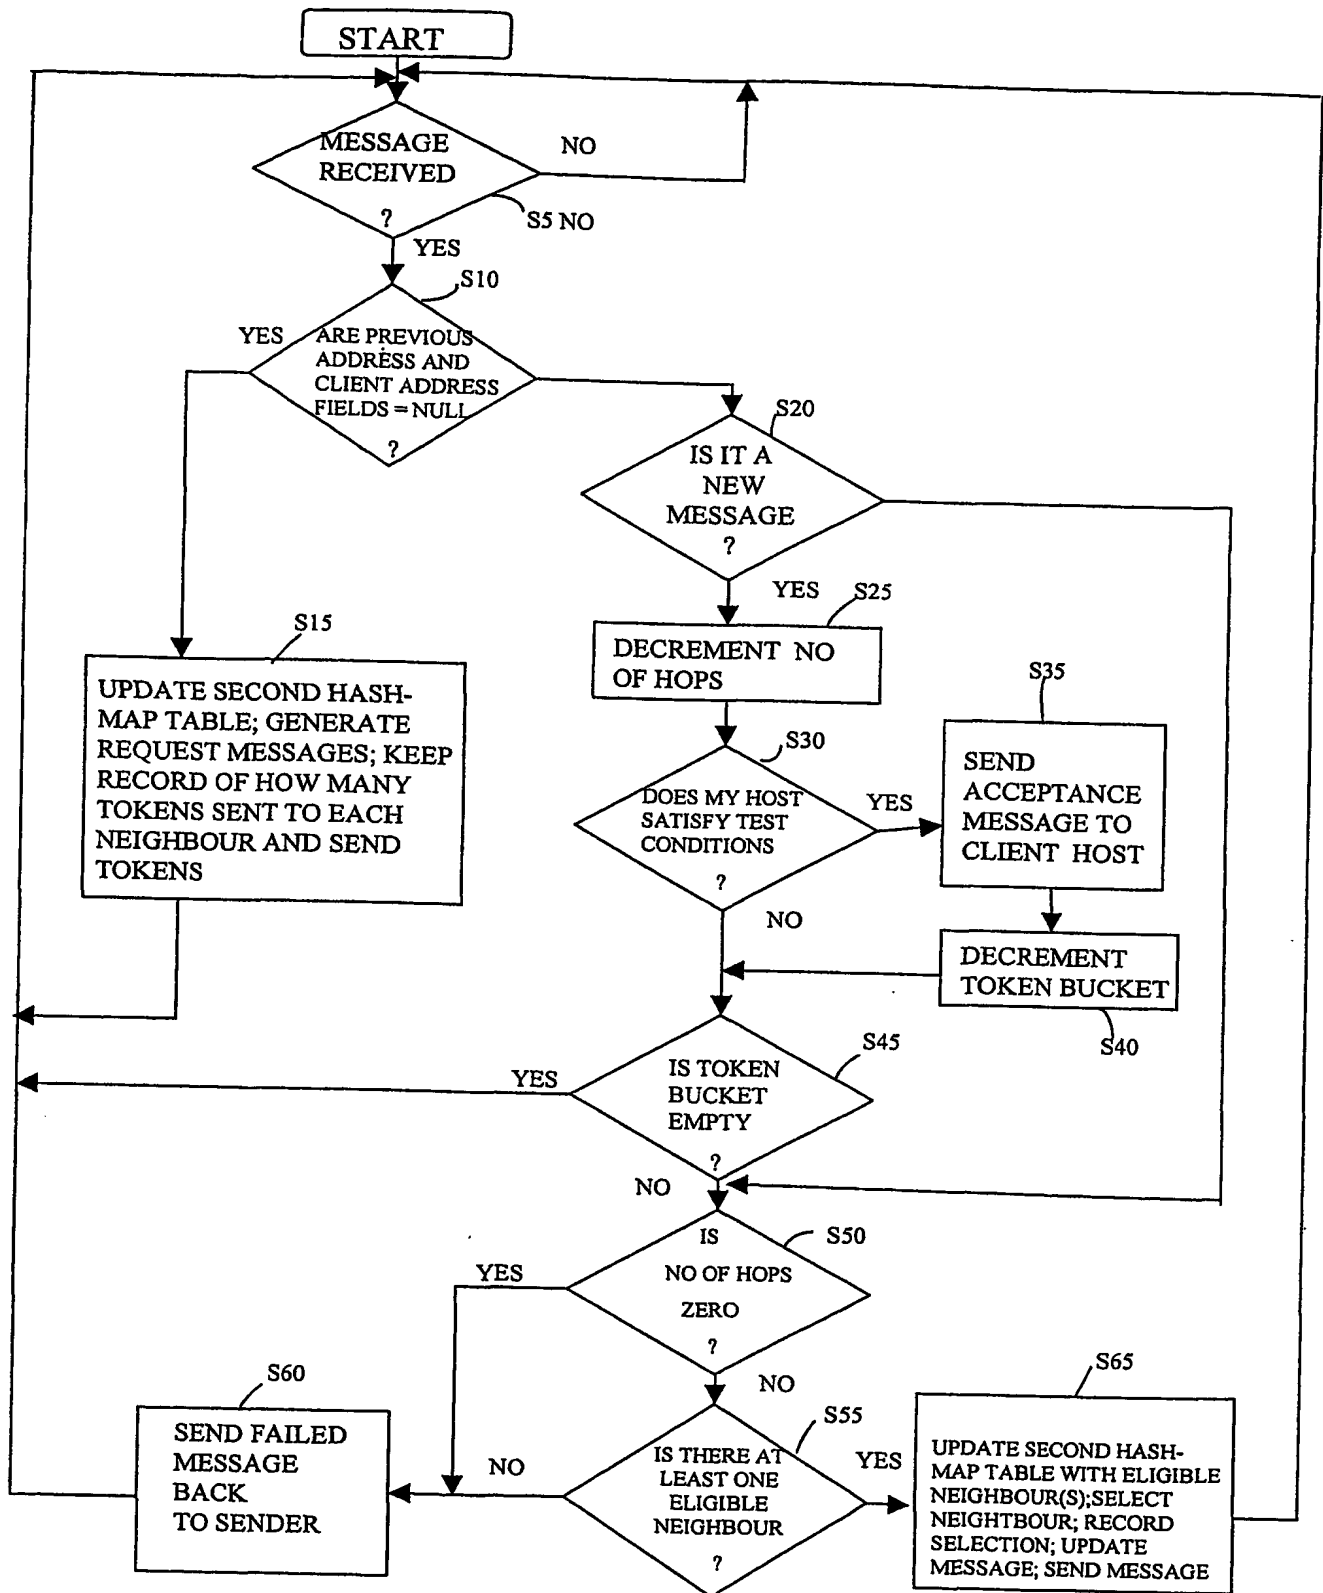 START
MESSAGE
RECEIVED
?
NO
S5 NO
YES
S10
YES
ARE PREVIOUS
ADDRESS AND
CLIENT ADDRESS
FIELDS = NULL
?
S20
IS IT A
NEW
MESSAGE
?
YES
S25
DECREMENT NO
OF HOPS
S15
UPDATE SECOND HASH-
MAP TABLE; GENERATE
REQUEST MESSAGES; KEEP
RECORD OF HOW MANY
TOKENS SENT TO EACH
NEIGHBOUR AND SEND
TOKENS
S30
DOES MY HOST
SATISFY TEST
CONDITIONS
?
YES
NO
S35
SEND
ACCEPTANCE
MESSAGE TO
CLIENT HOST
DECREMENT
TOKEN BUCKET
S40
S45
IS TOKEN
BUCKET
EMPTY
?
YES
NO
S50
IS
NO OF HOPS
ZERO
?
YES
NO
S60
SEND FAILED
MESSAGE
BACK
TO SENDER
S55
IS THERE AT
LEAST ONE
ELIGIBLE
NEIGHBOUR
?
NO
YES
S65
UPDATE SECOND HASH-
MAP TABLE WITH ELIGIBLE
NEIGHBOUR(S);SELECT
NEIGHTBOUR; RECORD
SELECTION; UPDATE
MESSAGE; SEND MESSAGE